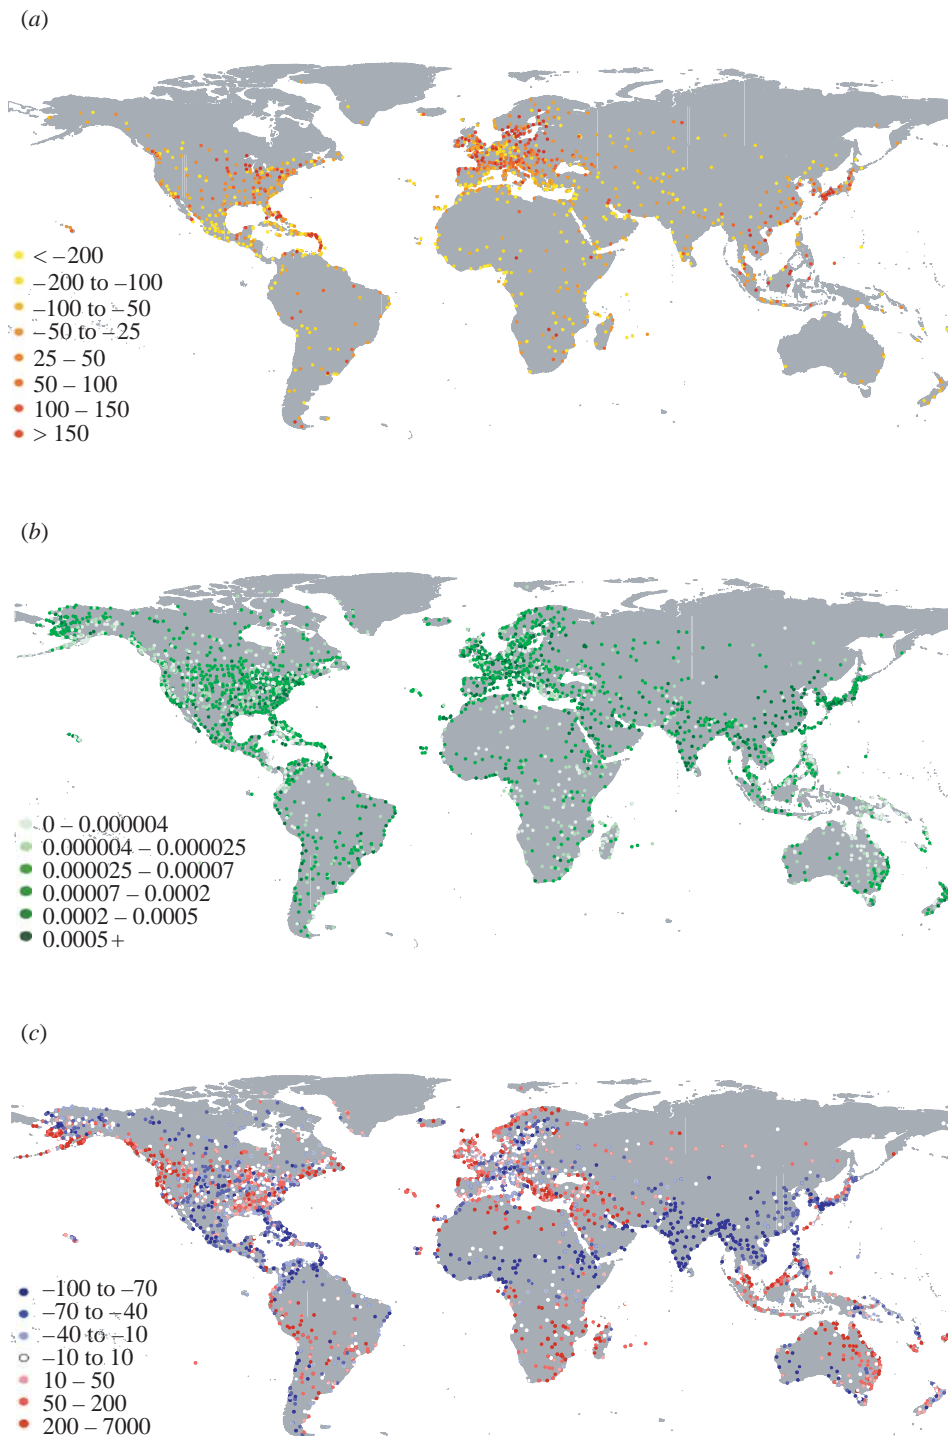 (a)
< –200
–200 to –100
–100 to –50
–50 to –25
25 – 50
50 – 100
100 – 150
> 150
(b)
0 – 0.000004
0.000004 – 0.000025
0.000025 – 0.00007
0.00007 – 0.0002
0.0002 – 0.0005
0.0005+
(c)
–100 to –70
–70 to –40
–40 to –10
–10 to 10
10 – 50
50 – 200
200 – 7000